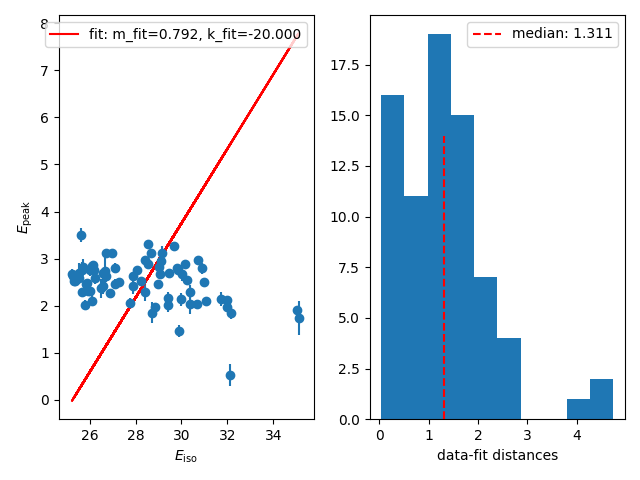 fit: m_fit=0.792, k_fit=-20.000
8
7
6
5
4
3
2
1
0
E_peak
26 28 30 32 34
E_iso
median: 1.311
17.5
15.0
12.5
10.0
7.5
5.0
2.5
0.0
0 1 2 3 4
data-fit distances